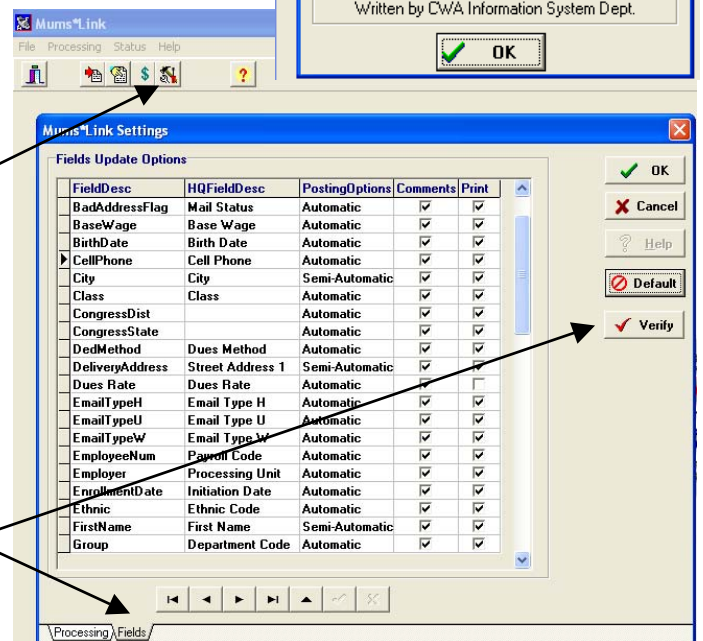 Written by CWA Information System Dept.
OK
Mums*Link
File Processing Status Help
$ ?
Mums*Link Settings
Fields Update Options
FieldDesc HQFieldDesc PostingOptions Comments Print
BadAddressFlag Mail Status Automatic
BaseWage Base Wage Automatic
BirthDate Birth Date Automatic
CellPhone Cell Phone Automatic
City City Semi-Automatic
Class Class Automatic
CongressDist Automatic
CongressState Automatic
DedMethod Dues Method Automatic
DeliveryAddress Street Address 1 Semi-Automatic
Dues Rate Dues Rate Automatic
EmailTypeH Email Type H Automatic
EmailTypeU Email Type U Automatic
EmailTypeW Email Type W Automatic
EmployeeNum Payroll Code Automatic
Employer Processing Unit Automatic
EnrollmentDate Initiation Date Automatic
Ethnic Ethnic Code Automatic
FirstName First Name Semi-Automatic
Group Department Code Automatic
OK
Cancel
? Help
Default
Verify
Processing Fields